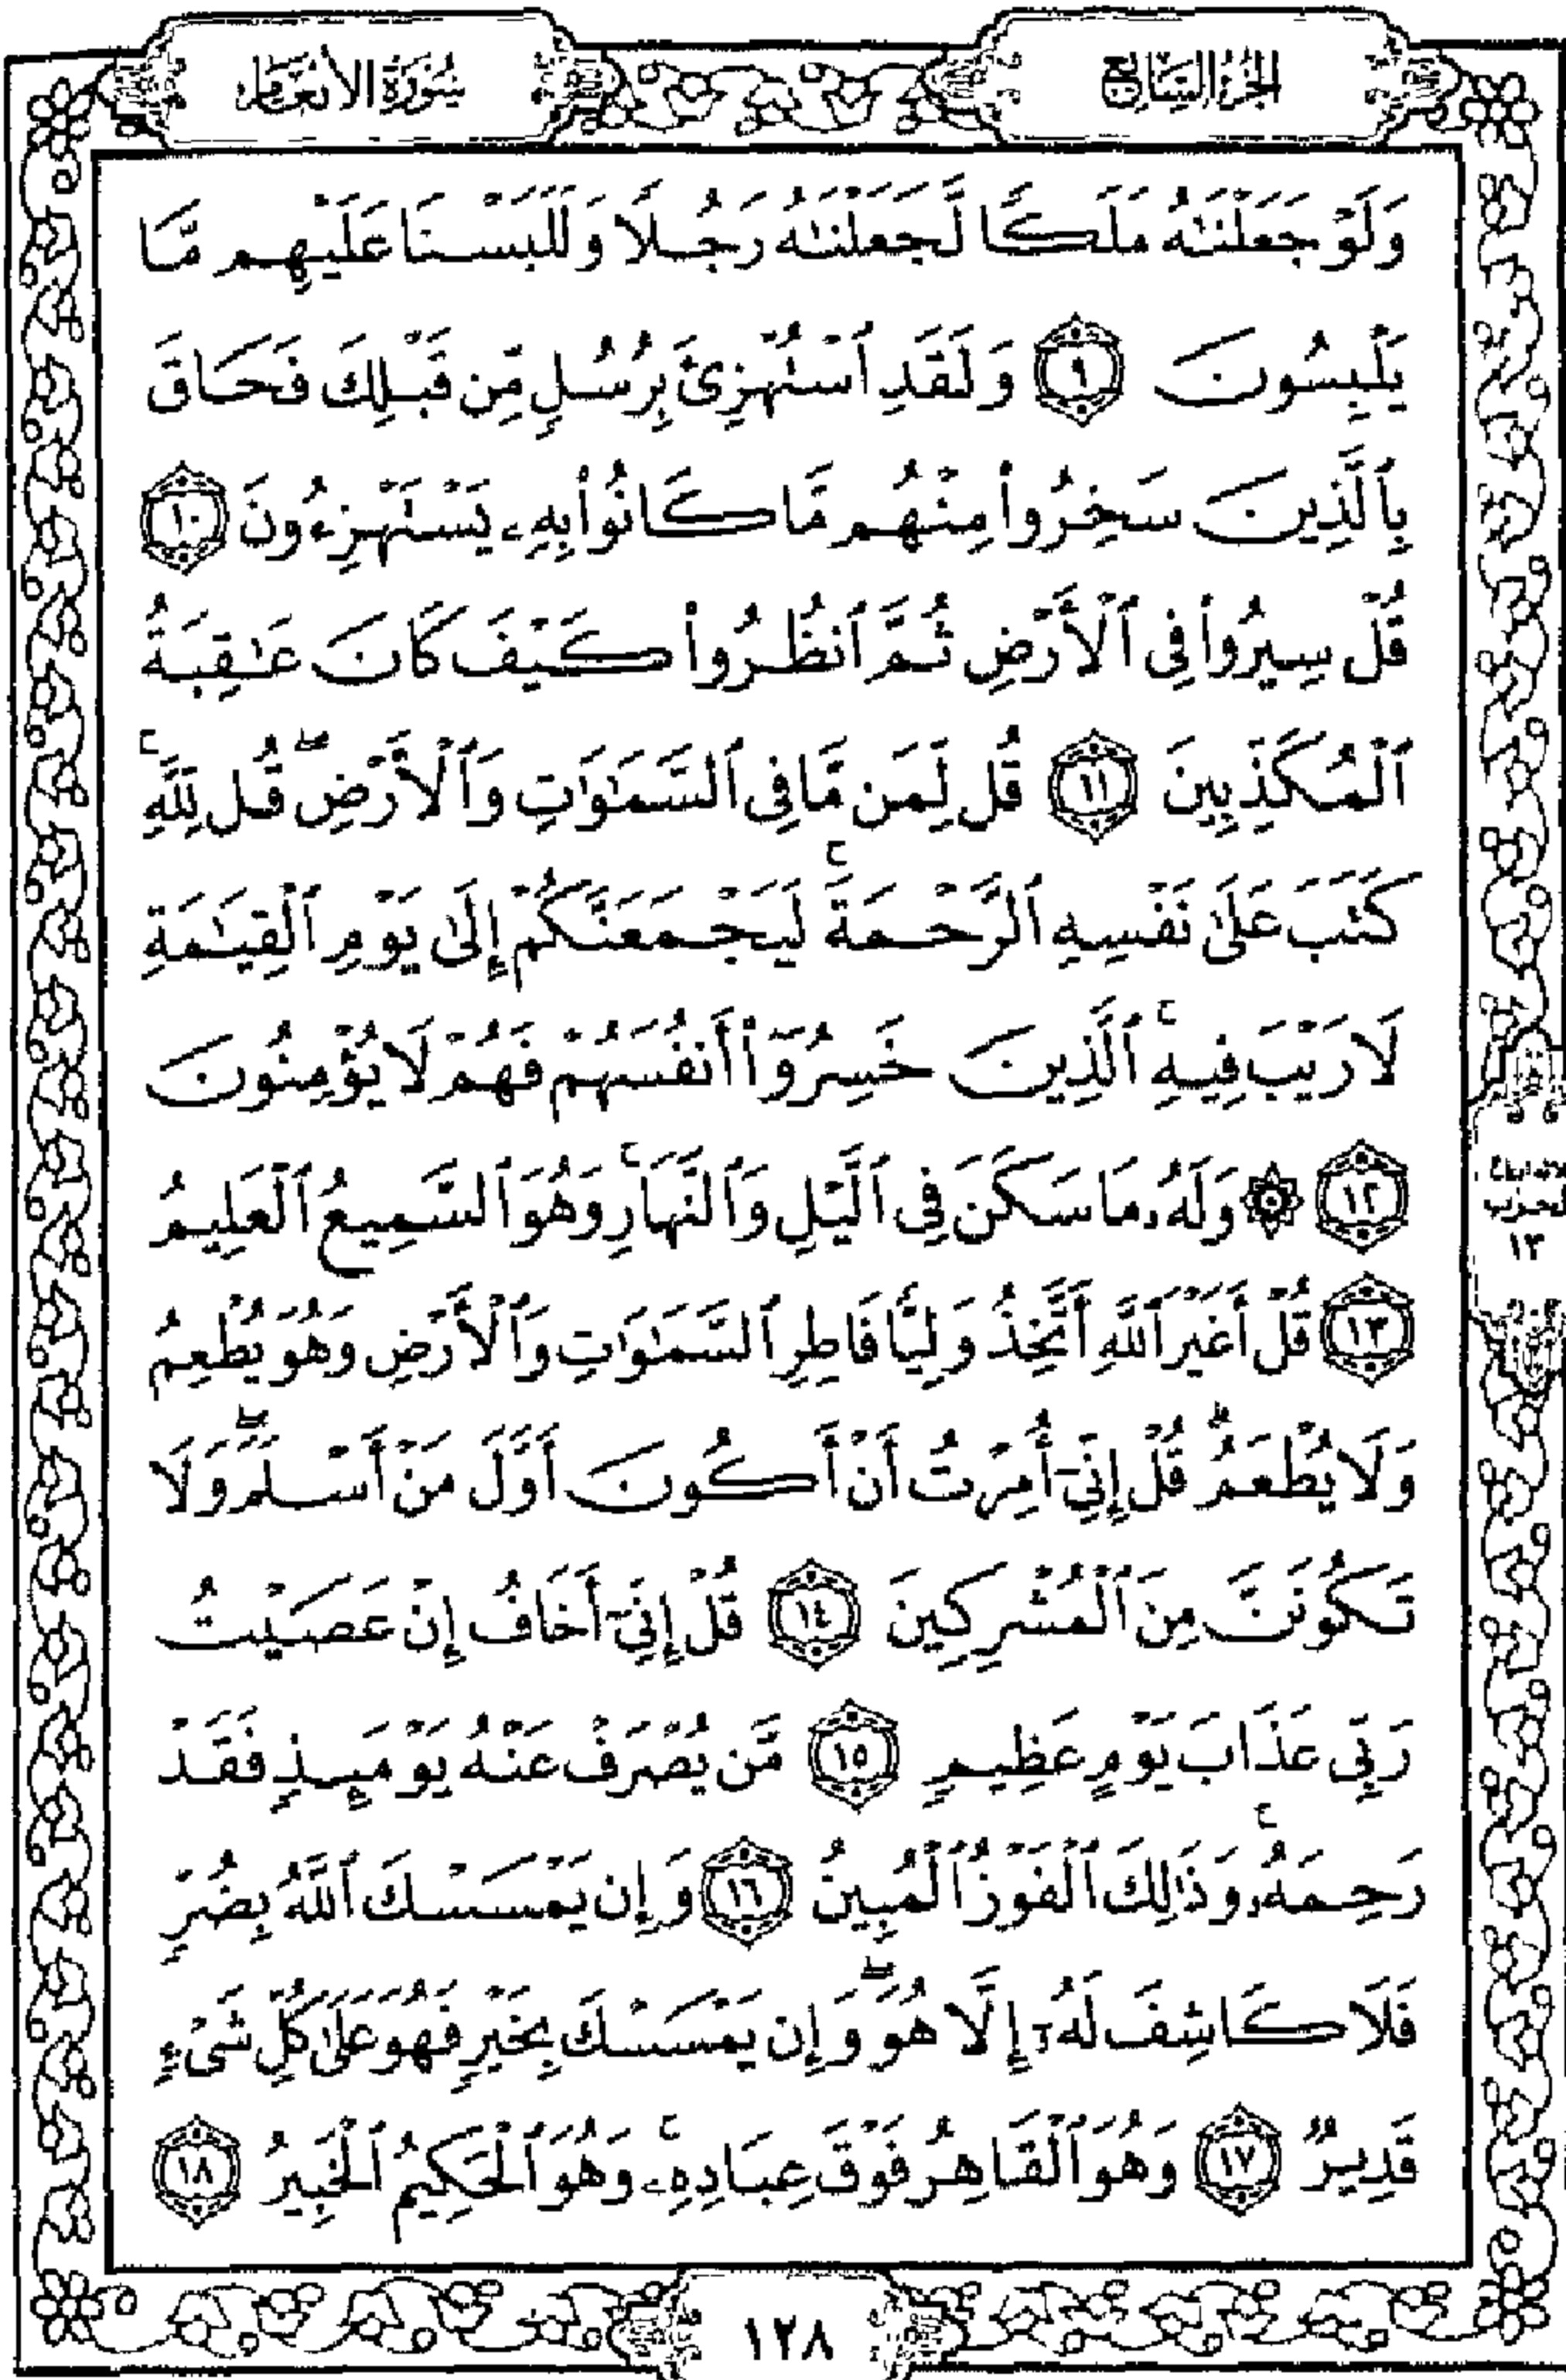 الجزء السابع
سورة الأنعام
وَلَوْ جَعَلْنَٰهُ مَلَكًا لَّجَعَلْنَٰهُ رَجُلًا وَلَلَبَسْنَا عَلَيْهِم مَّا
يَلْبِسُونَ ٩ وَلَقَدِ ٱسْتُهْزِئَ بِرُسُلٍ مِّن قَبْلِكَ فَحَاقَ
بِٱلَّذِينَ سَخِرُوا۟ مِنْهُم مَّا كَانُوا۟ بِهِۦ يَسْتَهْزِءُونَ ١٠
قُلْ سِيرُوا۟ فِى ٱلْأَرْضِ ثُمَّ ٱنظُرُوا۟ كَيْفَ كَانَ عَٰقِبَةُ
ٱلْمُكَذِّبِينَ ١١ قُل لِّمَن مَّا فِى ٱلسَّمَٰوَٰتِ وَٱلْأَرْضِ ۖ قُل لِّلَّهِ ۚ
كَتَبَ عَلَىٰ نَفْسِهِ ٱلرَّحْمَةَ ۚ لَيَجْمَعَنَّكُمْ إِلَىٰ يَوْمِ ٱلْقِيَٰمَةِ
لَا رَيْبَ فِيهِ ۚ ٱلَّذِينَ خَسِرُوٓا۟ أَنفُسَهُمْ فَهُمْ لَا يُؤْمِنُونَ
١٢ ۞ وَلَهُۥ مَا سَكَنَ فِى ٱلَّيْلِ وَٱلنَّهَارِ ۚ وَهُوَ ٱلسَّمِيعُ ٱلْعَلِيمُ
١٣ قُلْ أَغَيْرَ ٱللَّهِ أَتَّخِذُ وَلِيًّا فَاطِرِ ٱلسَّمَٰوَٰتِ وَٱلْأَرْضِ وَهُوَ يُطْعِمُ
وَلَا يُطْعَمُ ۗ قُلْ إِنِّىٓ أُمِرْتُ أَنْ أَكُونَ أَوَّلَ مَنْ أَسْلَمَ ۖ وَلَا
تَكُونَنَّ مِنَ ٱلْمُشْرِكِينَ ١٤ قُلْ إِنِّىٓ أَخَافُ إِنْ عَصَيْتُ
رَبِّى عَذَابَ يَوْمٍ عَظِيمٍ ١٥ مَّن يُصْرَفْ عَنْهُ يَوْمَئِذٍ فَقَدْ
رَحِمَهُۥ ۚ وَذَٰلِكَ ٱلْفَوْزُ ٱلْمُبِينُ ١٦ وَإِن يَمْسَسْكَ ٱللَّهُ بِضُرٍّ
فَلَا كَاشِفَ لَهُۥٓ إِلَّا هُوَ ۖ وَإِن يَمْسَسْكَ بِخَيْرٍ فَهُوَ عَلَىٰ كُلِّ شَىْءٍ
قَدِيرٌ ١٧ وَهُوَ ٱلْقَاهِرُ فَوْقَ عِبَادِهِۦ ۚ وَهُوَ ٱلْحَكِيمُ ٱلْخَبِيرُ ١٨
الحزب
١٣
١٢٨